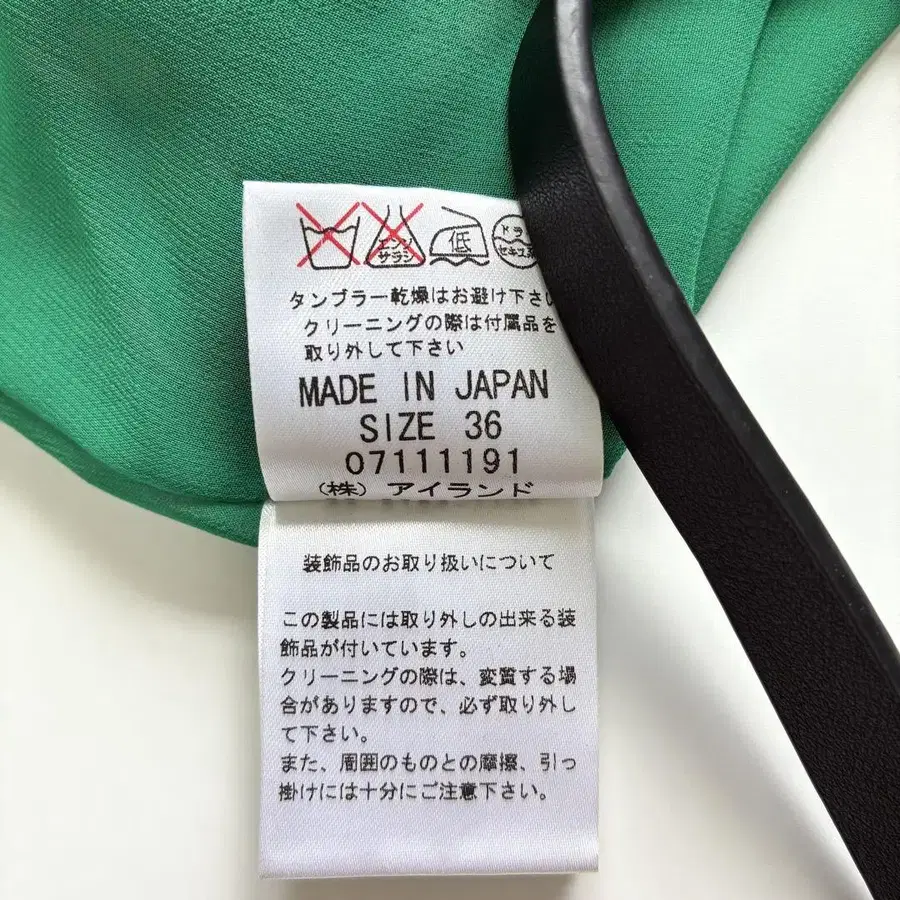 エンソ サラシ 低 ドライ セキユ系
タンブラー乾燥はお避け下さい
クリーニングの際は付属品を
取り外して下さい
MADE IN JAPAN
SIZE 36
07111191
(株) アイランド
装飾品のお取り扱いについて
この製品には取り外しの出来る装
飾品が付いています。
クリーニングの際は、変質する場
合がありますので、必ず取り外し
て下さい。
また、周囲のものとの摩擦、引っ
掛けには十分にご注意下さい。